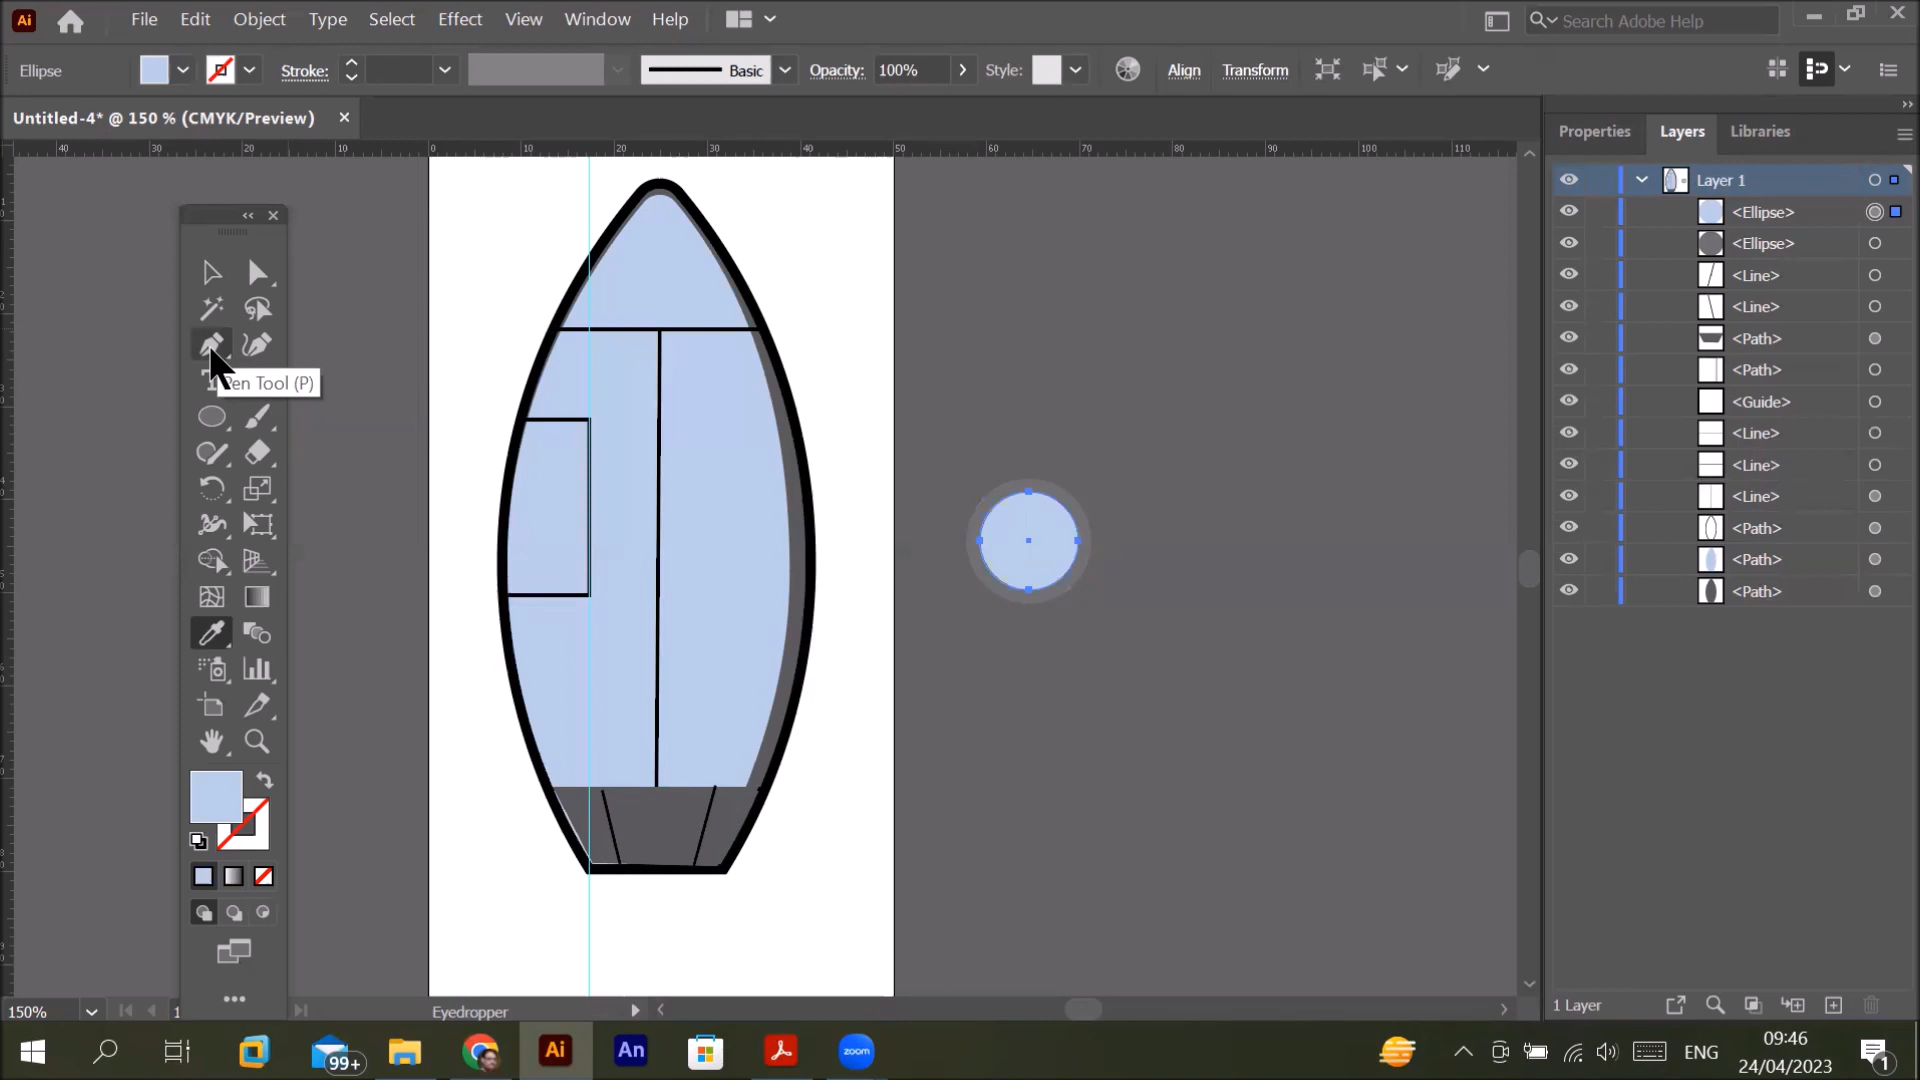 Ai File Edit Object Type Select Effect View Window Help Search Adobe Help
Ellipse Stroke: Basic Opacity: 100% Style: Align Transform
Untitled-4* @ 150 % (CMYK/Preview) ×
40 30 20 10 0 10 20 30 40 50 60 70 80 90 100 110
Properties Layers Libraries
Layer 1
<Ellipse>
<Ellipse>
<Line>
<Line>
<Path>
<Path>
<Guide>
<Line>
<Line>
<Line>
<Path>
<Path>
<Path>
Pen Tool (P)
150% 1 Eyedropper
1 Layer
99+ Ai An zoom ENG
09:46
24/04/2023
1